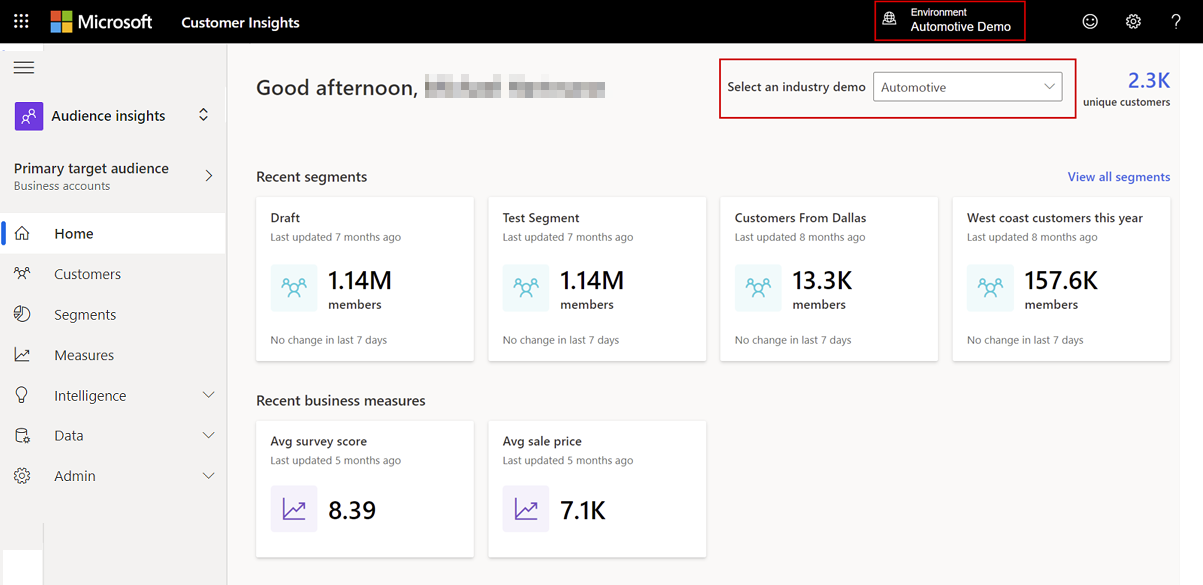 Microsoft
Customer Insights
Environment
Automotive Demo
?
Good afternoon,
Select an industry demo
Automotive
2.3K
unique customers
Audience insights
Primary target audience
Business accounts
Home
Customers
Segments
Measures
Intelligence
Data
Admin
Recent segments
View all segments
Draft
Last updated 7 months ago
1.14M
members
No change in last 7 days
Test Segment
Last updated 7 months ago
1.14M
members
No change in last 7 days
Customers From Dallas
Last updated 8 months ago
13.3K
members
No change in last 7 days
West coast customers this year
Last updated 8 months ago
157.6K
members
No change in last 7 days
Recent business measures
Avg survey score
Last updated 5 months ago
8.39
Avg sale price
Last updated 5 months ago
7.1K